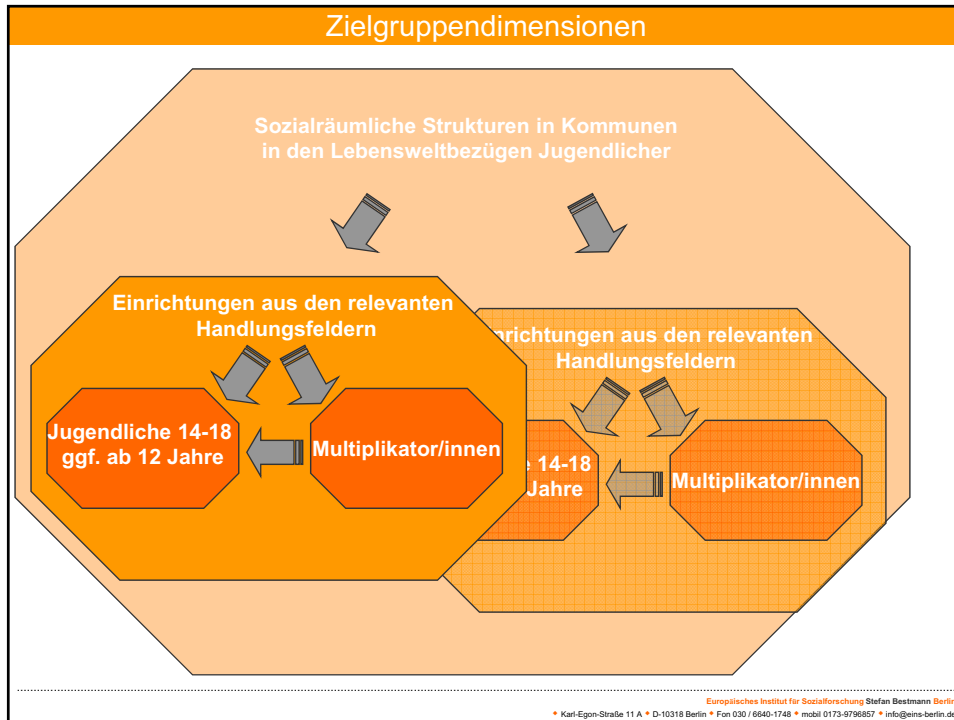 Zielgruppendimensionen
Sozialräumliche Strukturen in Kommunen
in den Lebensweltbezügen Jugendlicher
Einrichtungen aus den relevanten
Handlungsfeldern
Jugendliche 14-18
ggf. ab 12 Jahre
Multiplikator/innen
nrichtungen aus den relevanten
Handlungsfeldern
e 14-18
Jahre
Multiplikator/innen
Europäisches Institut für Sozialforschung Stefan Bestmann Berlin
Karl-Egon-Straße 11 A ◆ D-10318 Berlin ◆ Fon 030 / 6640-1748 ◆ mobil 0173-9796857 ◆ info@eins-berlin.de